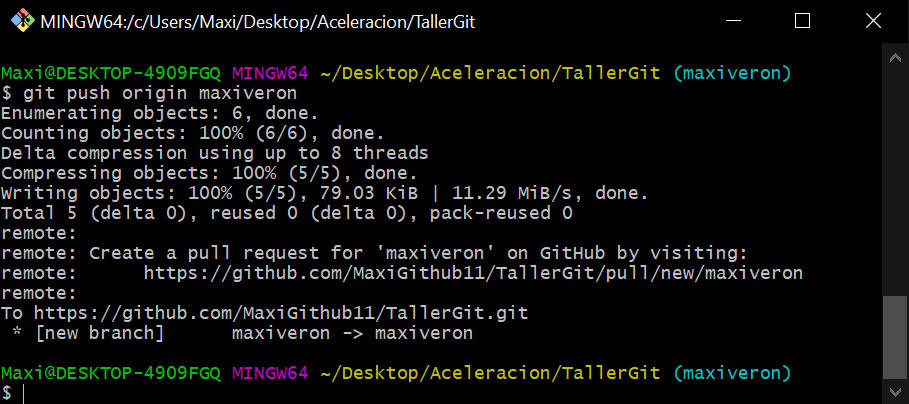 MINGW64:/c/Users/Maxi/Desktop/Aceleracion/TallerGit
Maxi@DESKTOP-4909FGQ MINGW64 ~/Desktop/Aceleracion/TallerGit (maxiveron)
$ git push origin maxiveron
Enumerating objects: 6, done.
Counting objects: 100% (6/6), done.
Delta compression using up to 8 threads
Compressing objects: 100% (5/5), done.
Writing objects: 100% (5/5), 79.03 KiB | 11.29 MiB/s, done.
Total 5 (delta 0), reused 0 (delta 0), pack-reused 0
remote:
remote: Create a pull request for 'maxiveron' on GitHub by visiting:
remote:      https://github.com/MaxiGithub11/TallerGit/pull/new/maxiveron
remote:
To https://github.com/MaxiGithub11/TallerGit.git
 * [new branch]      maxiveron -> maxiveron
Maxi@DESKTOP-4909FGQ MINGW64 ~/Desktop/Aceleracion/TallerGit (maxiveron)
$